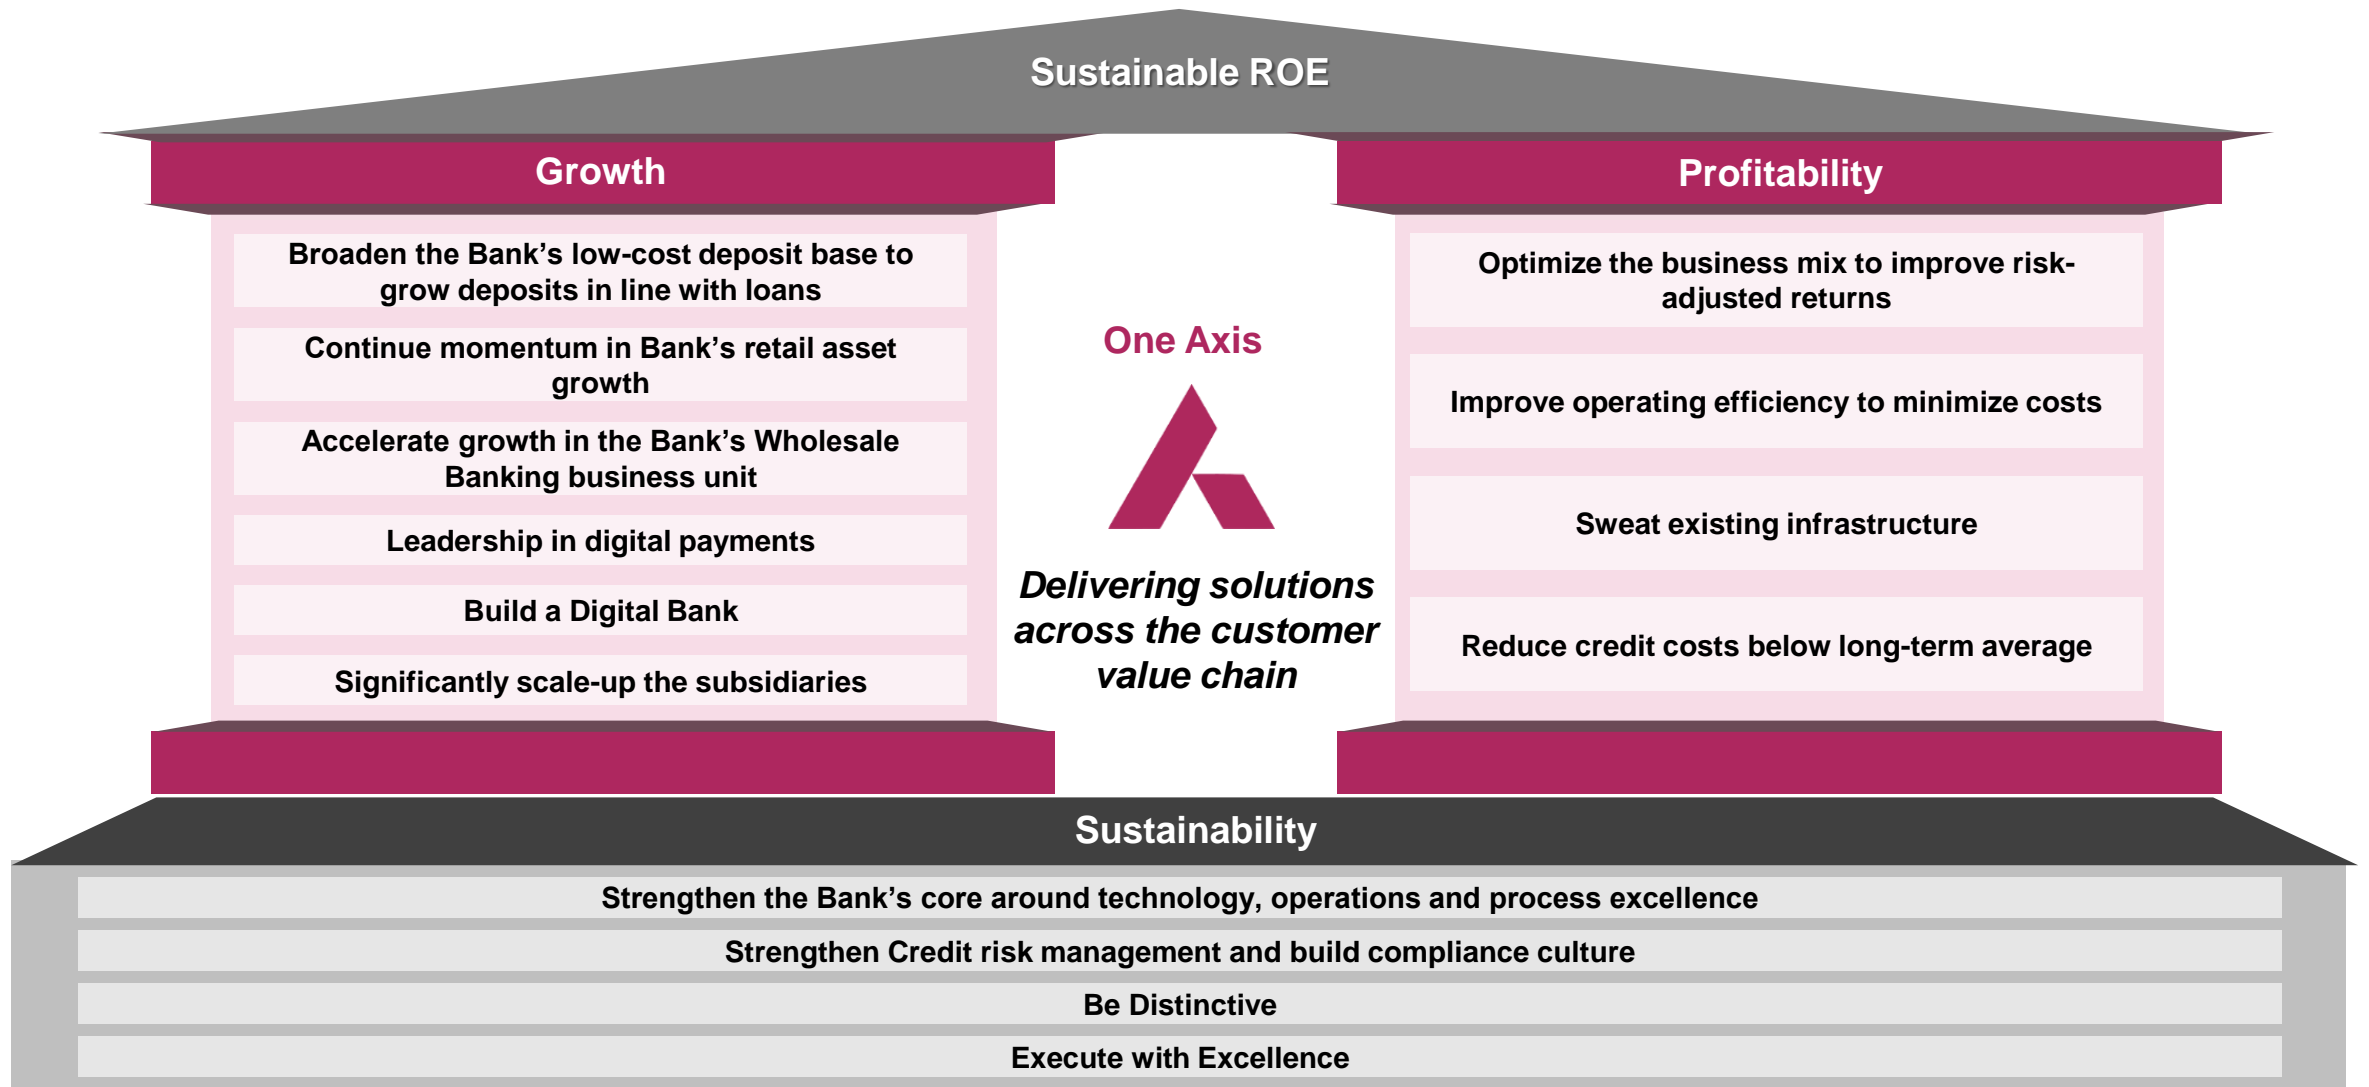 Sustainable ROE
Growth
Broaden the Bank’s low-cost deposit base to
grow deposits in line with loans
Continue momentum in Bank’s retail asset
growth
Accelerate growth in the Bank’s Wholesale
Banking business unit
Leadership in digital payments
Build a Digital Bank
Significantly scale-up the subsidiaries
One Axis
Delivering solutions
across the customer
value chain
Profitability
Optimize the business mix to improve risk-
adjusted returns
Improve operating efficiency to minimize costs
Sweat existing infrastructure
Reduce credit costs below long-term average
Sustainability
Strengthen the Bank’s core around technology, operations and process excellence
Strengthen Credit risk management and build compliance culture
Be Distinctive
Execute with Excellence